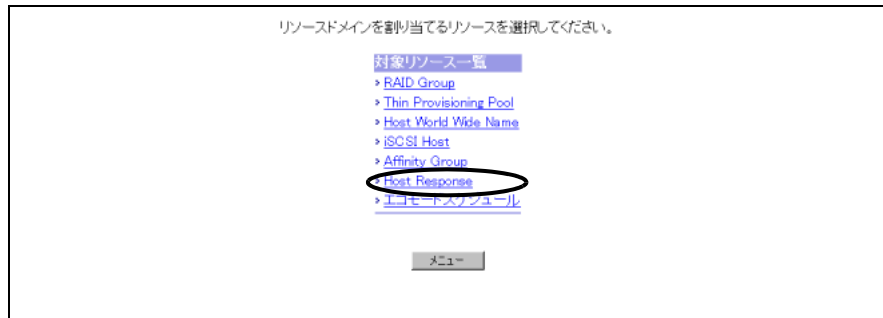 リソースドメインを割り当てるリソースを選択してください。
対象リソース一覧
RAID Group
Thin Provisioning Pool
Host World Wide Name
iSCSI Host
Affinity Group
Host Response
エコモードスケジュール
メニュー